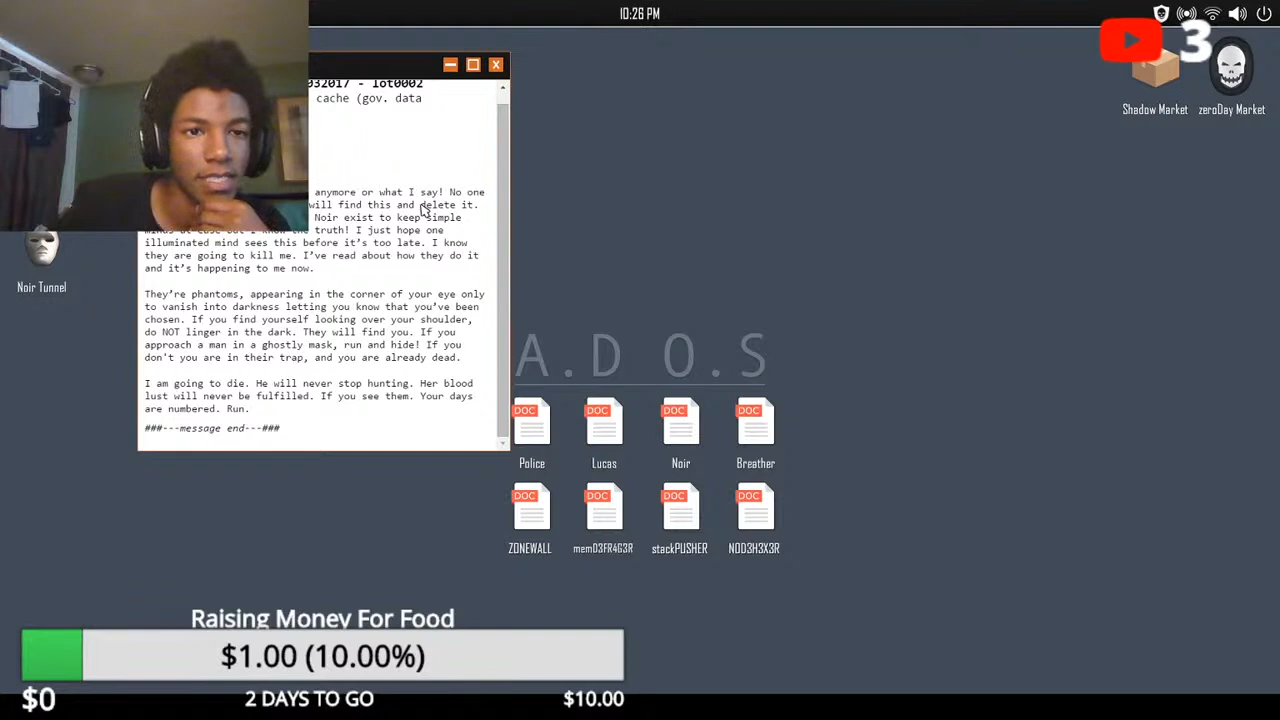 10:26 PM
3
Shadow Market
zeroDay Market
032017 - lot0002
cache (gov. data
anymore or what I say! No one
will find this and delete it.
Noir exist to keep simple
truth! I just hope one
illuminated mind sees this before it's too late. I know
they are going to kill me. I've read about how they do it
and it's happening to me now.
They're phantoms, appearing in the corner of your eye only
to vanish into darkness letting you know that you've been
chosen. If you find yourself looking over your shoulder,
do NOT linger in the dark. They will find you. If you
approach a man in a ghostly mask, run and hide! If you
don't you are in their trap, and you are already dead.
I am going to die. He will never stop hunting. Her blood
lust will never be fulfilled. If you see them. Your days
are numbered. Run.
###---message end---###
Noir Tunnel
A.D O.S
DOC
DOC
DOC
DOC
Police
Lucas
Noir
Breather
DOC
DOC
DOC
DOC
ZONEWALL
memD3FR4G3R
stackPUSHER
NOD3H3X3R
Raising Money For Food
$1.00 (10.00%)
$0
2 DAYS TO GO
$10.00